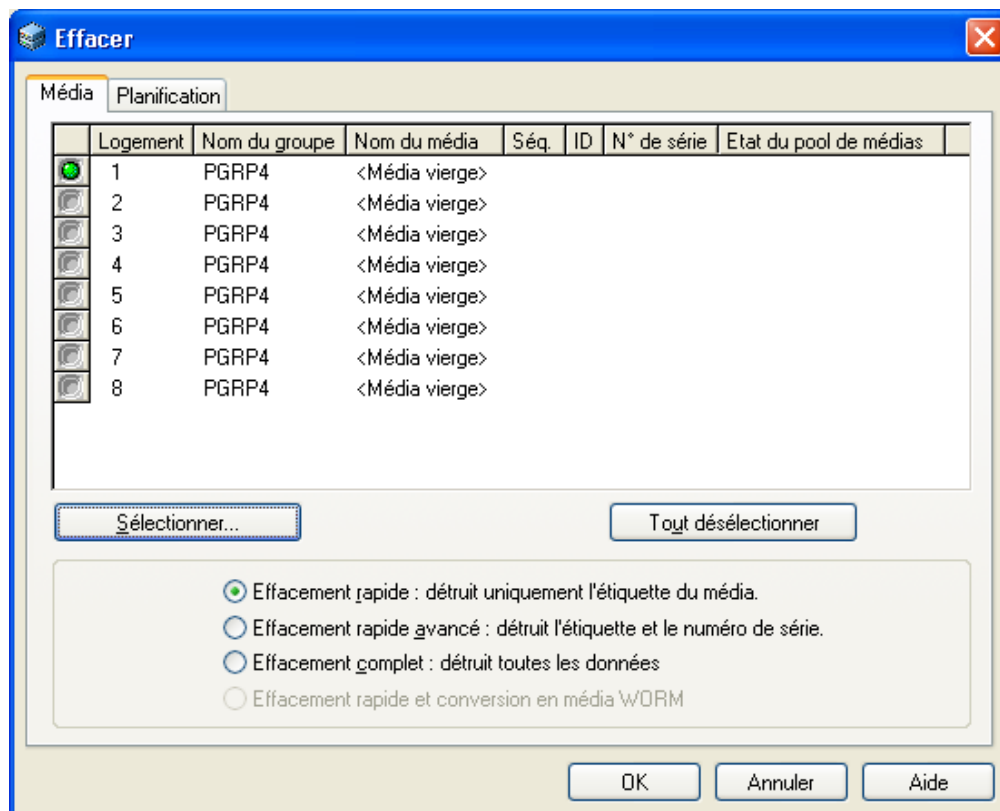 Effacer
Média Planification
Logement Nom du groupe Nom du média Séq. ID N° de série Etat du pool de médias
1 PGRP4 <Média vierge>
2 PGRP4 <Média vierge>
3 PGRP4 <Média vierge>
4 PGRP4 <Média vierge>
5 PGRP4 <Média vierge>
6 PGRP4 <Média vierge>
7 PGRP4 <Média vierge>
8 PGRP4 <Média vierge>
Sélectionner... Tout désélectionner
Effacement rapide : détruit uniquement l'étiquette du média.
Effacement rapide avancé : détruit l'étiquette et le numéro de série.
Effacement complet : détruit toutes les données
Effacement rapide et conversion en média WORM
OK Annuler Aide